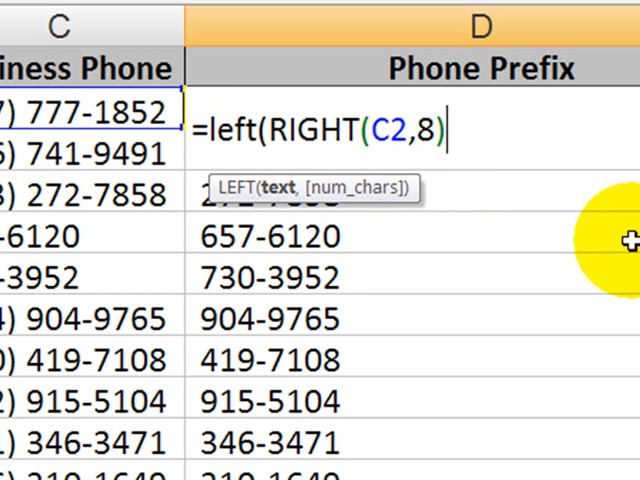 C D
iness Phone Phone Prefix
7) 777-1852 =left(RIGHT(C2,8)
6) 741-9491
LEFT(text, [num_chars])
8) 272-7858
-6120 657-6120
-3952 730-3952
4) 904-9765 904-9765
0) 419-7108 419-7108
2) 915-5104 915-5104
1) 346-3471 346-3471